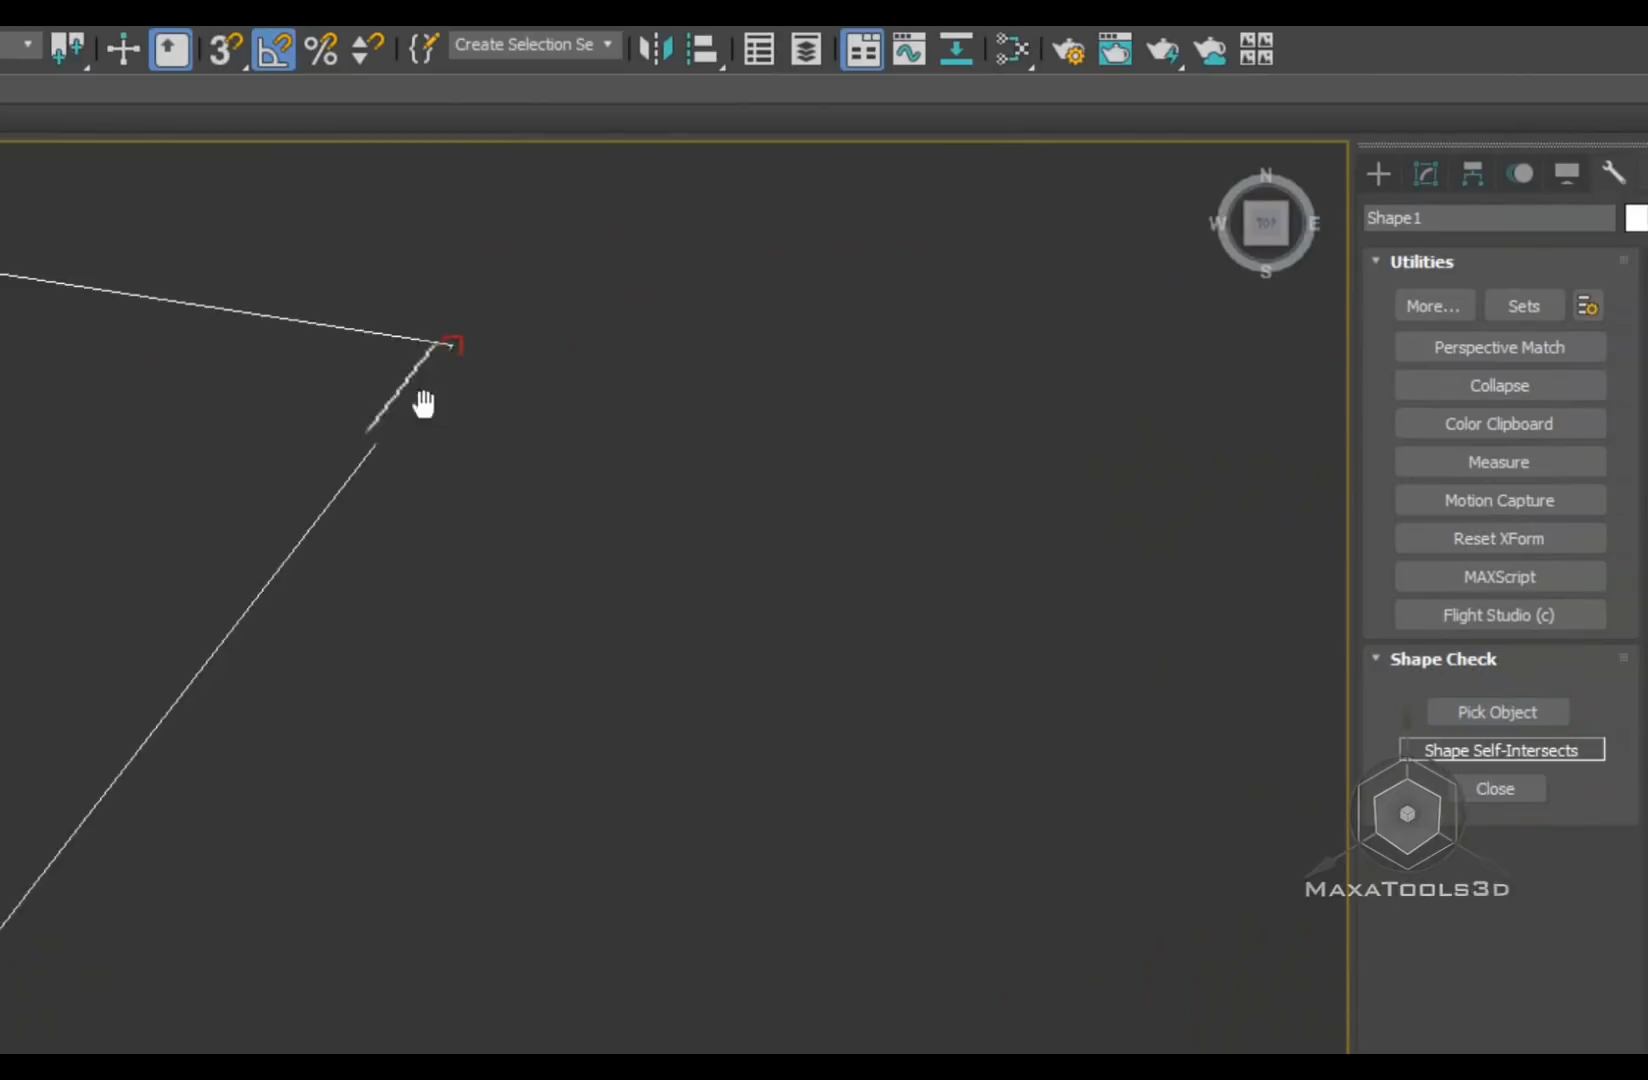 Create Selection Se
N
W
TOP
E
S
Shape1
Utilities
More...
Sets
Perspective Match
Collapse
Color Clipboard
Measure
Motion Capture
Reset XForm
MAXScript
Flight Studio (c)
Shape Check
Pick Object
Shape Self-Intersects
Close
MAXATOOLS3D